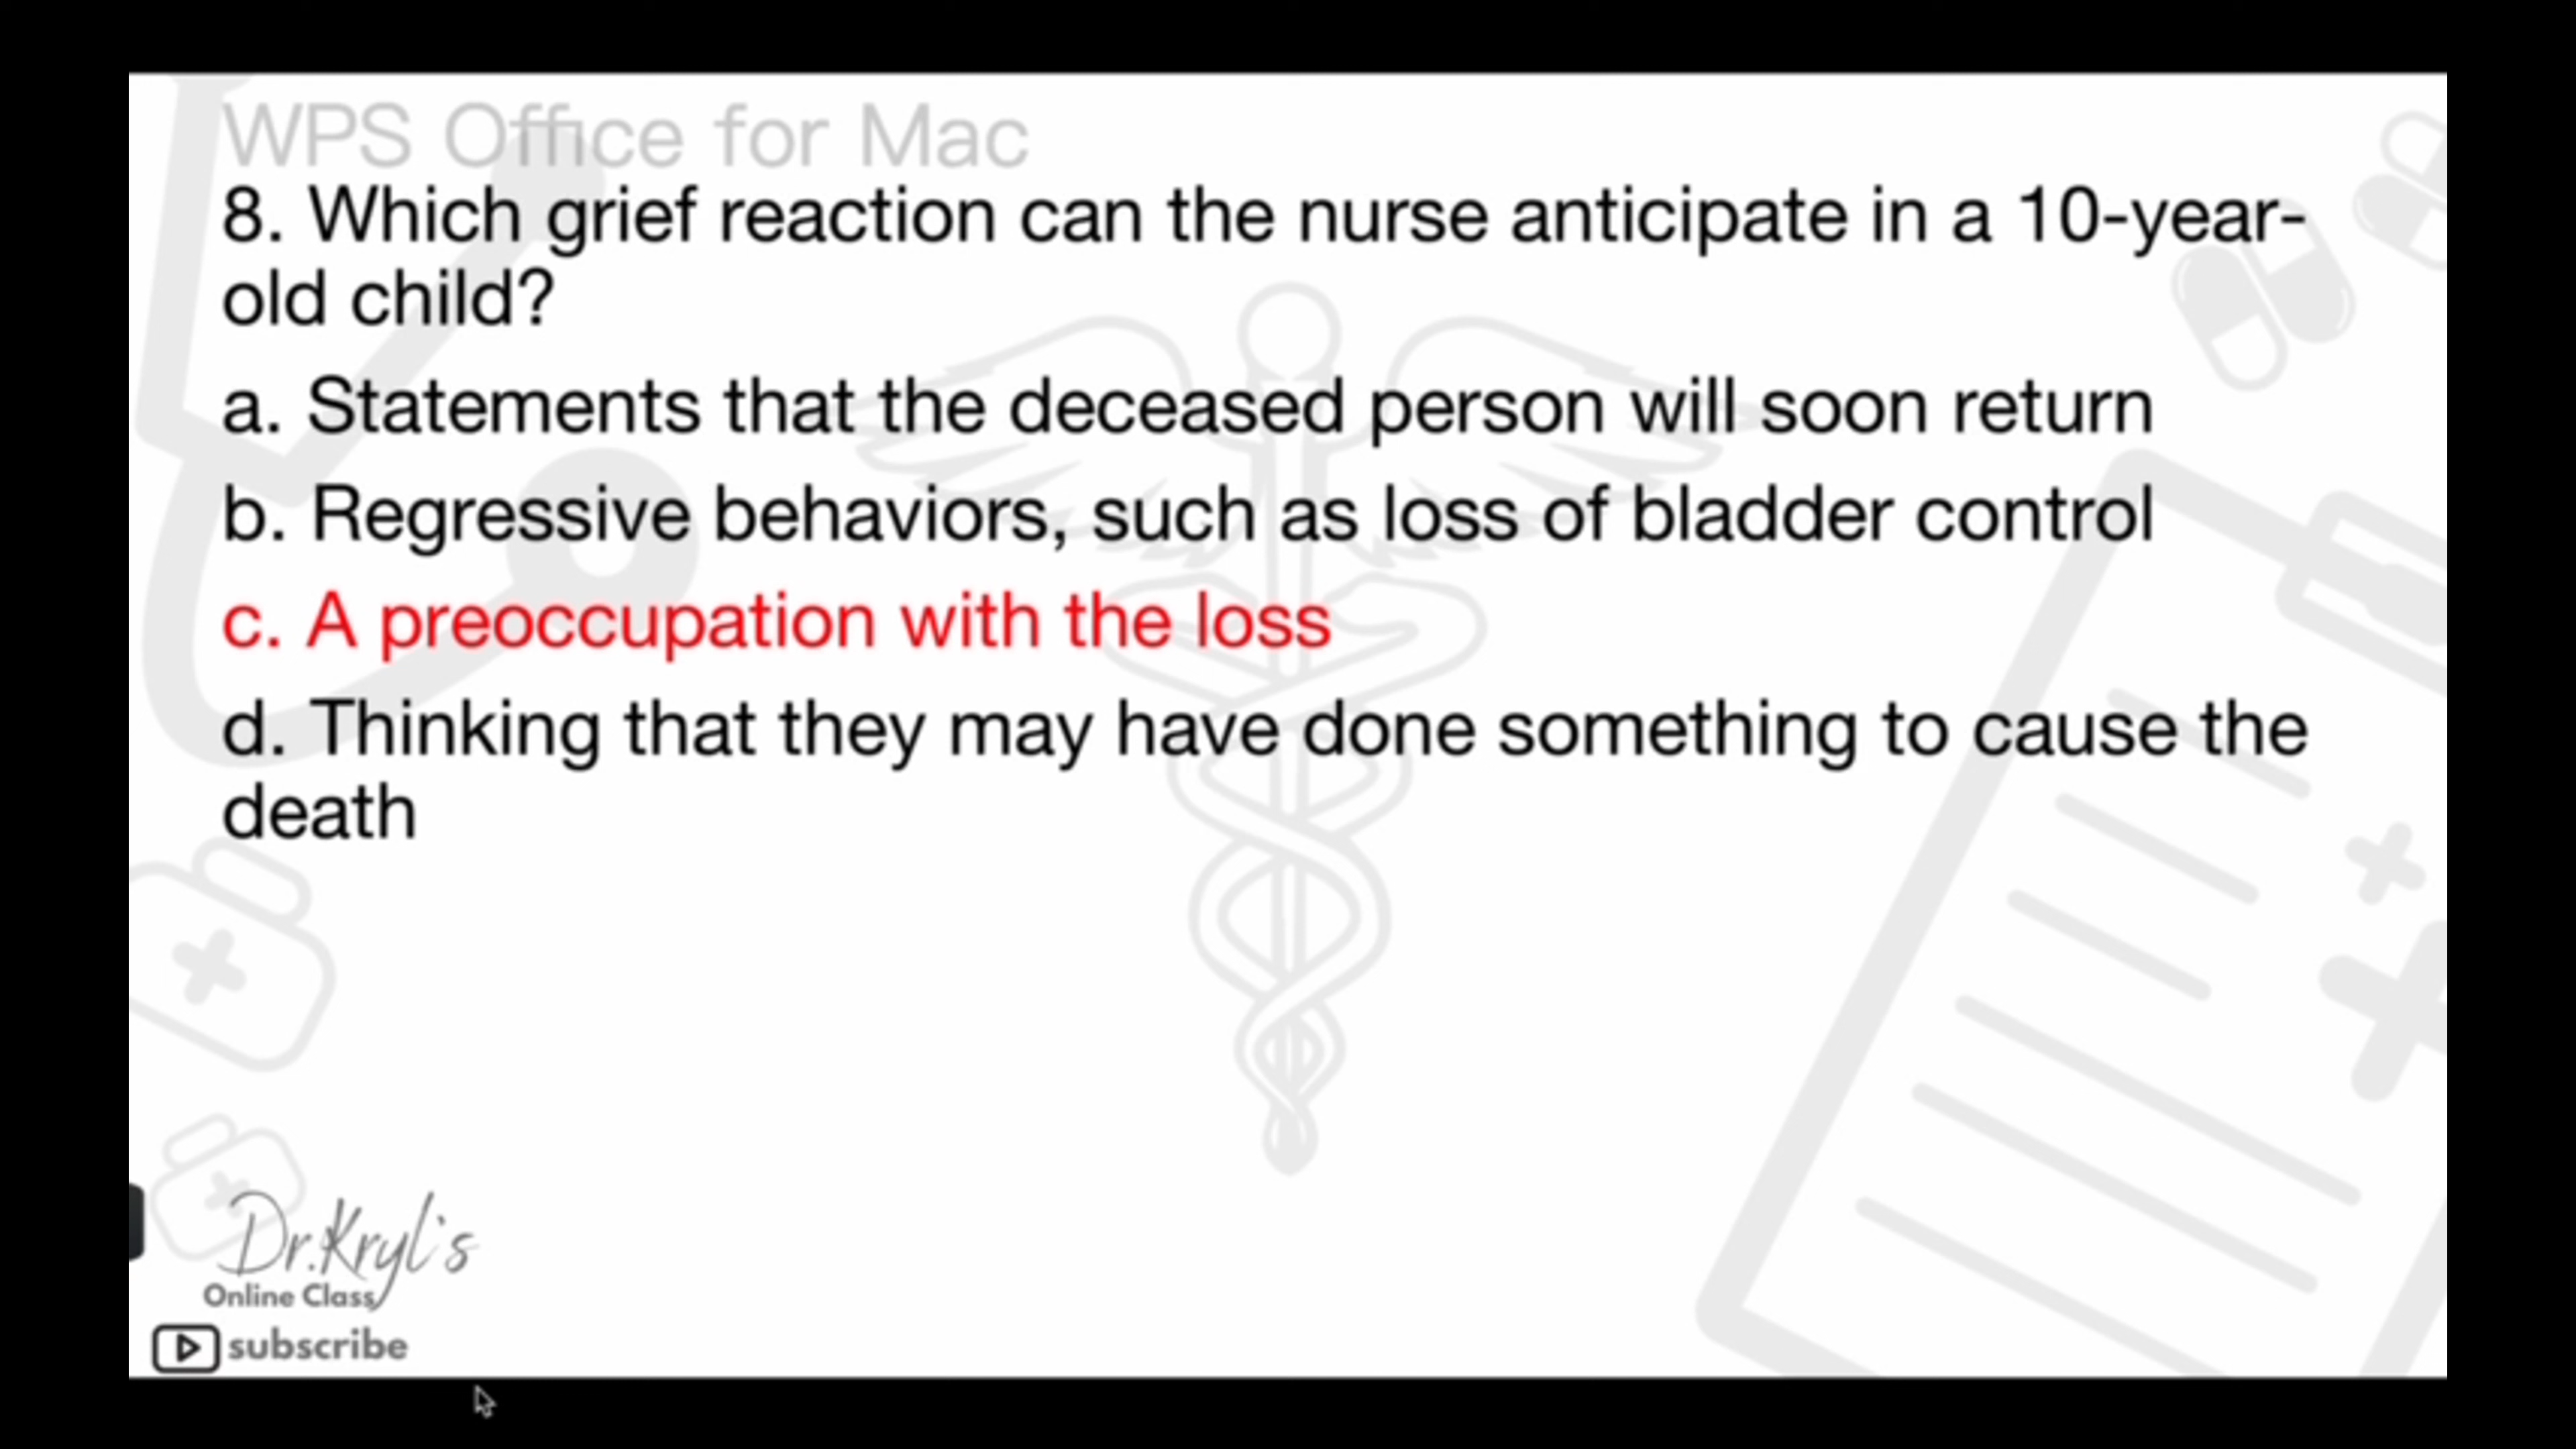 WPS Office for Mac
8. Which grief reaction can the nurse anticipate in a 10-year-
old child?
a. Statements that the deceased person will soon return
b. Regressive behaviors, such as loss of bladder control
c. A preoccupation with the loss
d. Thinking that they may have done something to cause the
death
Dr.Kryl's
Online Class
subscribe